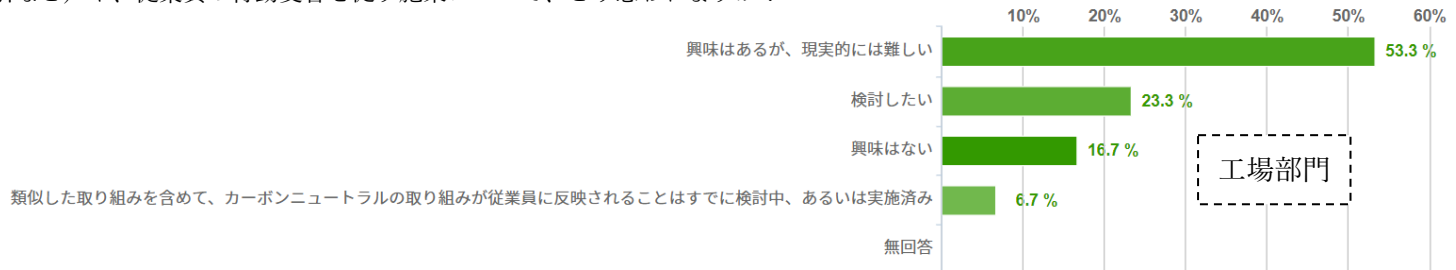 10% 20% 30% 40% 50% 60%
興味はあるが、現実的には難しい 53.3 %
検討したい 23.3 %
興味はない 16.7 %
工場部門
類似した取り組みを含めて、カーボンニュートラルの取り組みが従業員に反映されることはすでに検討中、あるいは実施済み 6.7 %
無回答